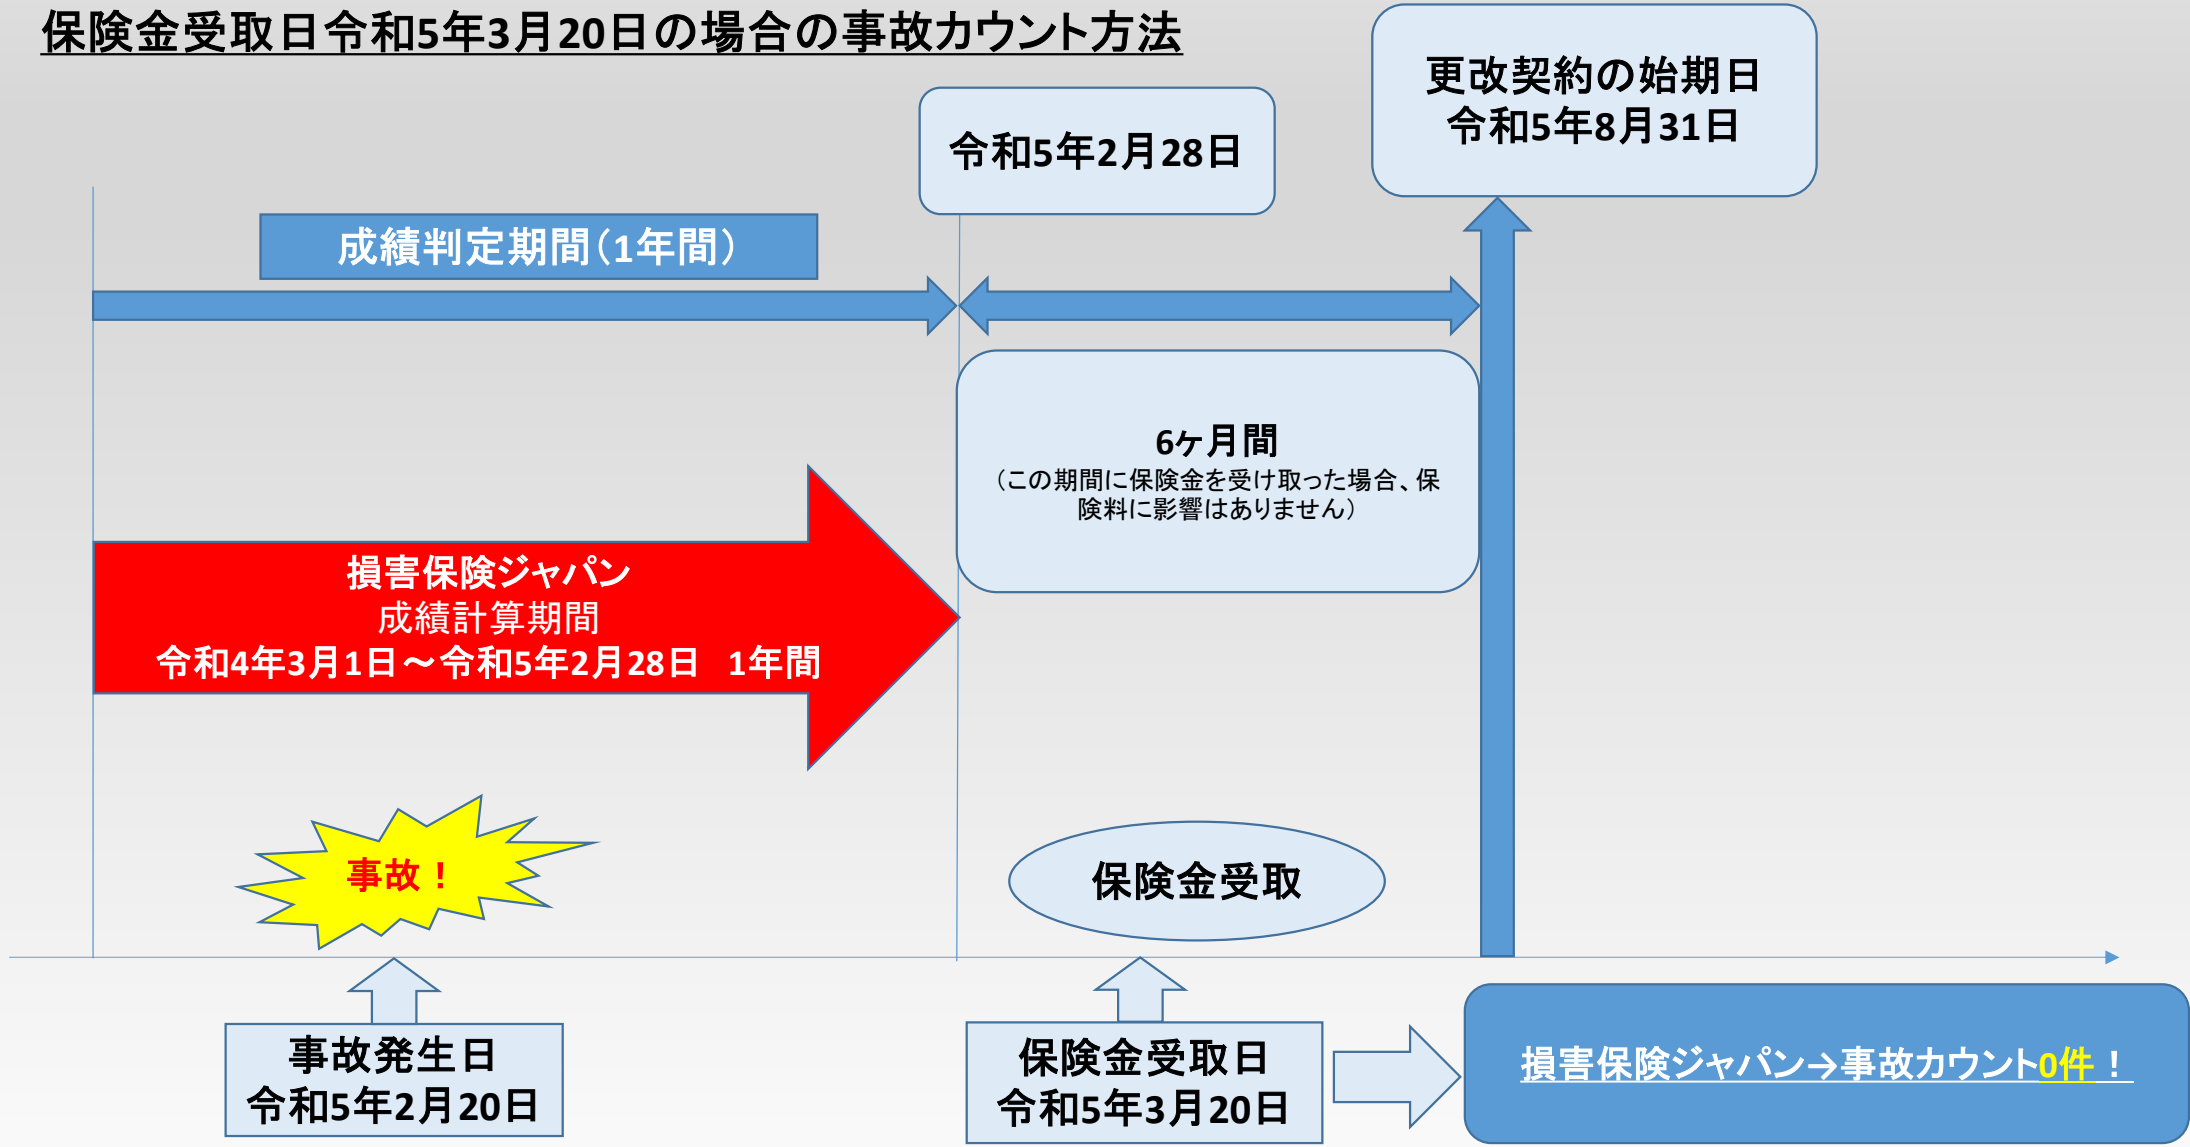 保険金受取日令和5年3月20日の場合の事故カウント方法
更改契約の始期日
令和5年8月31日
令和5年2月28日
成績判定期間（1年間）
6ヶ月間
（この期間に保険金を受け取った場合、保
険料に影響はありません）
損害保険ジャパン
成績計算期間
令和4年3月1日～令和5年2月28日　1年間
事故！
保険金受取
事故発生日
令和5年2月20日
保険金受取日
令和5年3月20日
損害保険ジャパン→事故カウント0件！